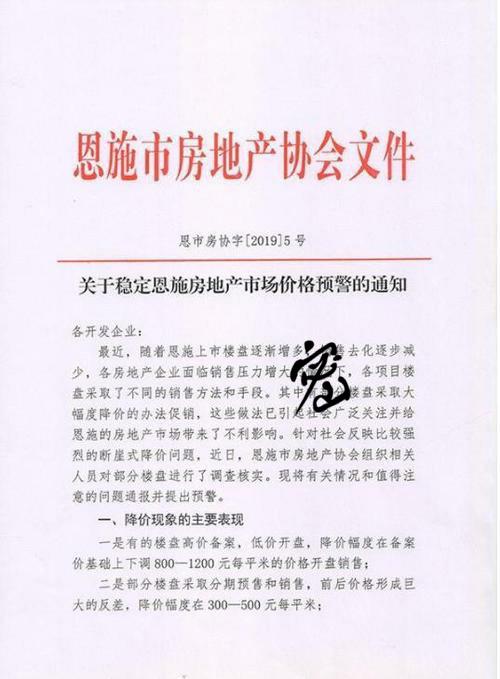 恩施市房地产协会文件
恩市房协字[2019]5号
关于稳定恩施房地产市场价格预警的通知
各开发企业：
最近，随着恩施上市楼盘逐渐增多 售去化逐步减
少，各房地产企业面临销售压力增大 下，各项目楼
盘采取了不同的销售方法和手段。其中 楼盘采取大
幅度降价的办法促销，这些做法已引起社会广泛关注并给
恩施的房地产市场带来了不利影响。针对社会反映比较强
烈的断崖式降价问题，近日，恩施市房地产协会组织相关
人员对部分楼盘进行了调查核实。现将有关情况和值得注
意的问题通报并提出预警。
一、降价现象的主要表现
一是有的楼盘高价备案，低价开盘，降价幅度在备案
价基础上下调800—1200元每平米的价格开盘销售；
二是部分楼盘采取分期预售和销售，前后价格形成巨
大的反差，降价幅度在300—500元每平米；